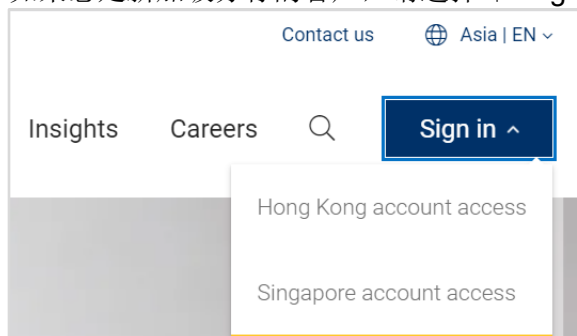 Contact us
Asia | EN
Insights
Careers
Sign in
Hong Kong account access
Singapore account access